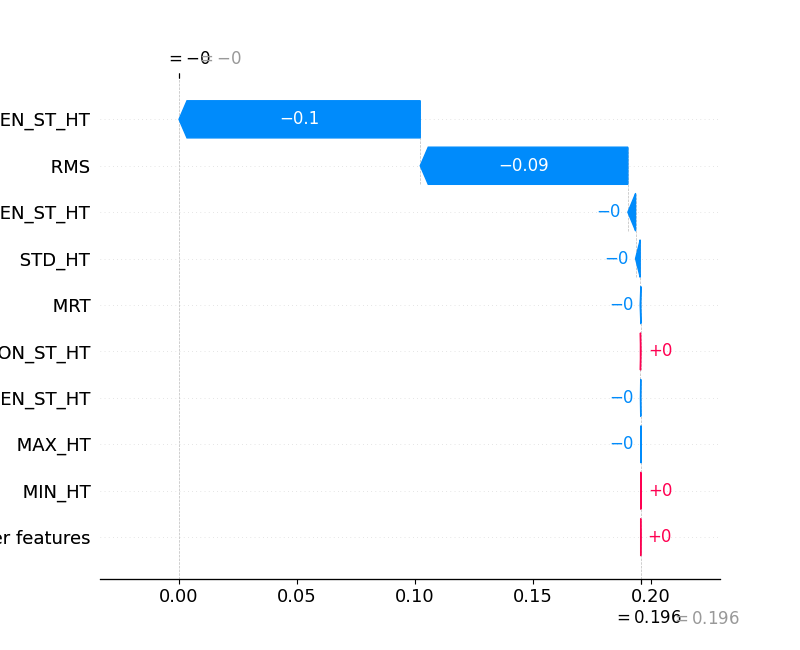 = −0 = −0
EN_ST_HT −0.1
RMS −0.09
EN_ST_HT −0
STD_HT −0
MRT −0
ON_ST_HT +0
EN_ST_HT −0
MAX_HT −0
MIN_HT +0
er features +0
0.00 0.05 0.10 0.15 0.20
= 0.196 = 0.196